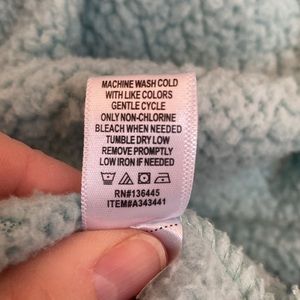 MACHINE WASH COLD
WITH LIKE COLORS
GENTLE CYCLE
ONLY NON-CHLORINE
BLEACH WHEN NEEDED
TUMBLE DRY LOW
REMOVE PROMPTLY
LOW IRON IF NEEDED
RN#136445
ITEM#A343441